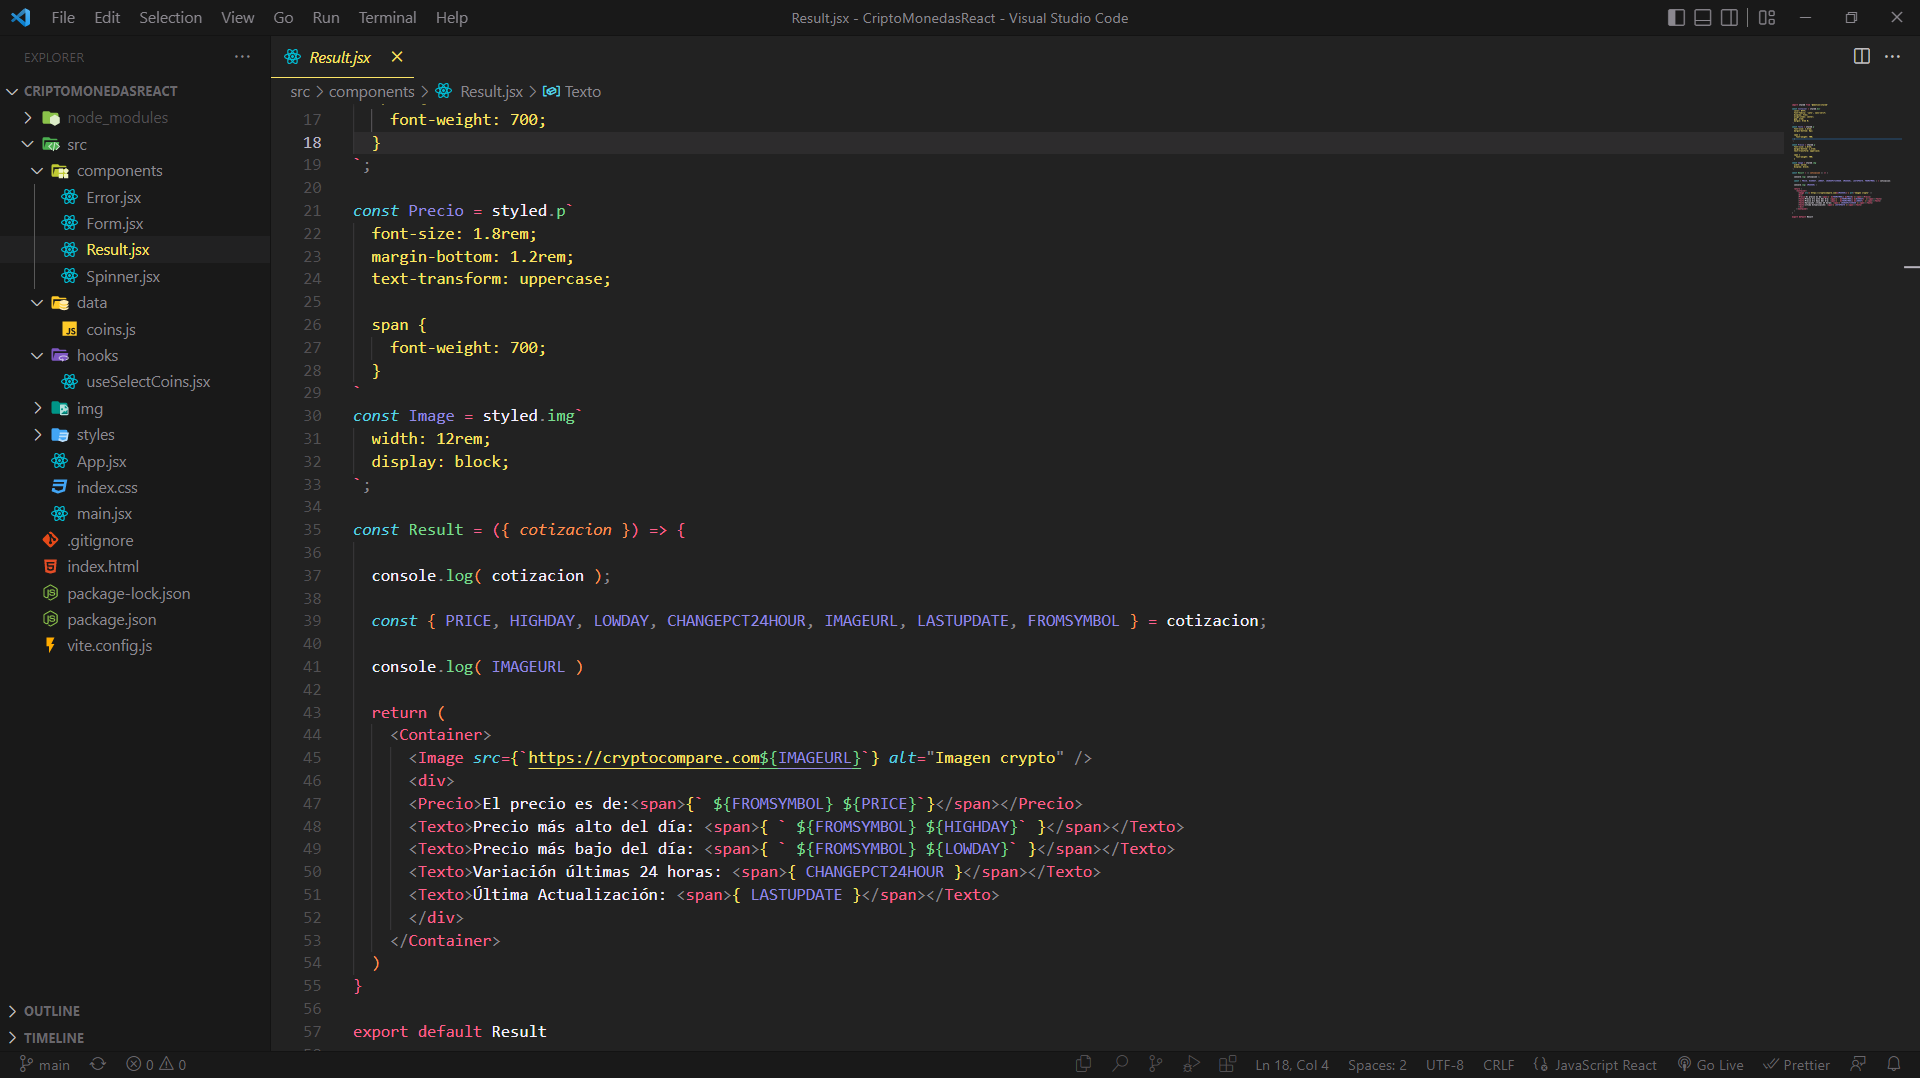 File Edit Selection View Go Run Terminal Help
Result.jsx - CriptoMonedasReact - Visual Studio Code
EXPLORER
CRIPTOMONEDASREACT
node_modules
src
components
Error.jsx
Form.jsx
Result.jsx
Spinner.jsx
data
coins.js
hooks
useSelectCoins.jsx
img
styles
App.jsx
index.css
main.jsx
.gitignore
index.html
package-lock.json
package.json
vite.config.js
OUTLINE
TIMELINE
Result.jsx
src > components > Result.jsx > Texto
17 font-weight: 700;
18 }
19 `;
20
21 const Precio = styled.p`
22 font-size: 1.8rem;
23 margin-bottom: 1.2rem;
24 text-transform: uppercase;
25
26 span {
27 font-weight: 700;
28 }
29 `
30 const Image = styled.img`
31 width: 12rem;
32 display: block;
33 `;
34
35 const Result = ({ cotizacion }) => {
36
37 console.log( cotizacion );
38
39 const { PRICE, HIGHDAY, LOWDAY, CHANGEPCT24HOUR, IMAGEURL, LASTUPDATE, FROMSYMBOL } = cotizacion;
40
41 console.log( IMAGEURL )
42
43 return (
44 <Container>
45 <Image src={`https://cryptocompare.com${IMAGEURL}`} alt="Imagen crypto" />
46 <div>
47 <Precio>El precio es de:<span>{` ${FROMSYMBOL} ${PRICE}`}</span></Precio>
48 <Texto>Precio más alto del día: <span>{ ` ${FROMSYMBOL} ${HIGHDAY}` }</span></Texto>
49 <Texto>Precio más bajo del día: <span>{ ` ${FROMSYMBOL} ${LOWDAY}` }</span></Texto>
50 <Texto>Variación últimas 24 horas: <span>{ CHANGEPCT24HOUR }</span></Texto>
51 <Texto>Última Actualización: <span>{ LASTUPDATE }</span></Texto>
52 </div>
53 </Container>
54 )
55 }
56
57 export default Result
main 0 0 Ln 18, Col 4 Spaces: 2 UTF-8 CRLF JavaScript React Go Live Prettier